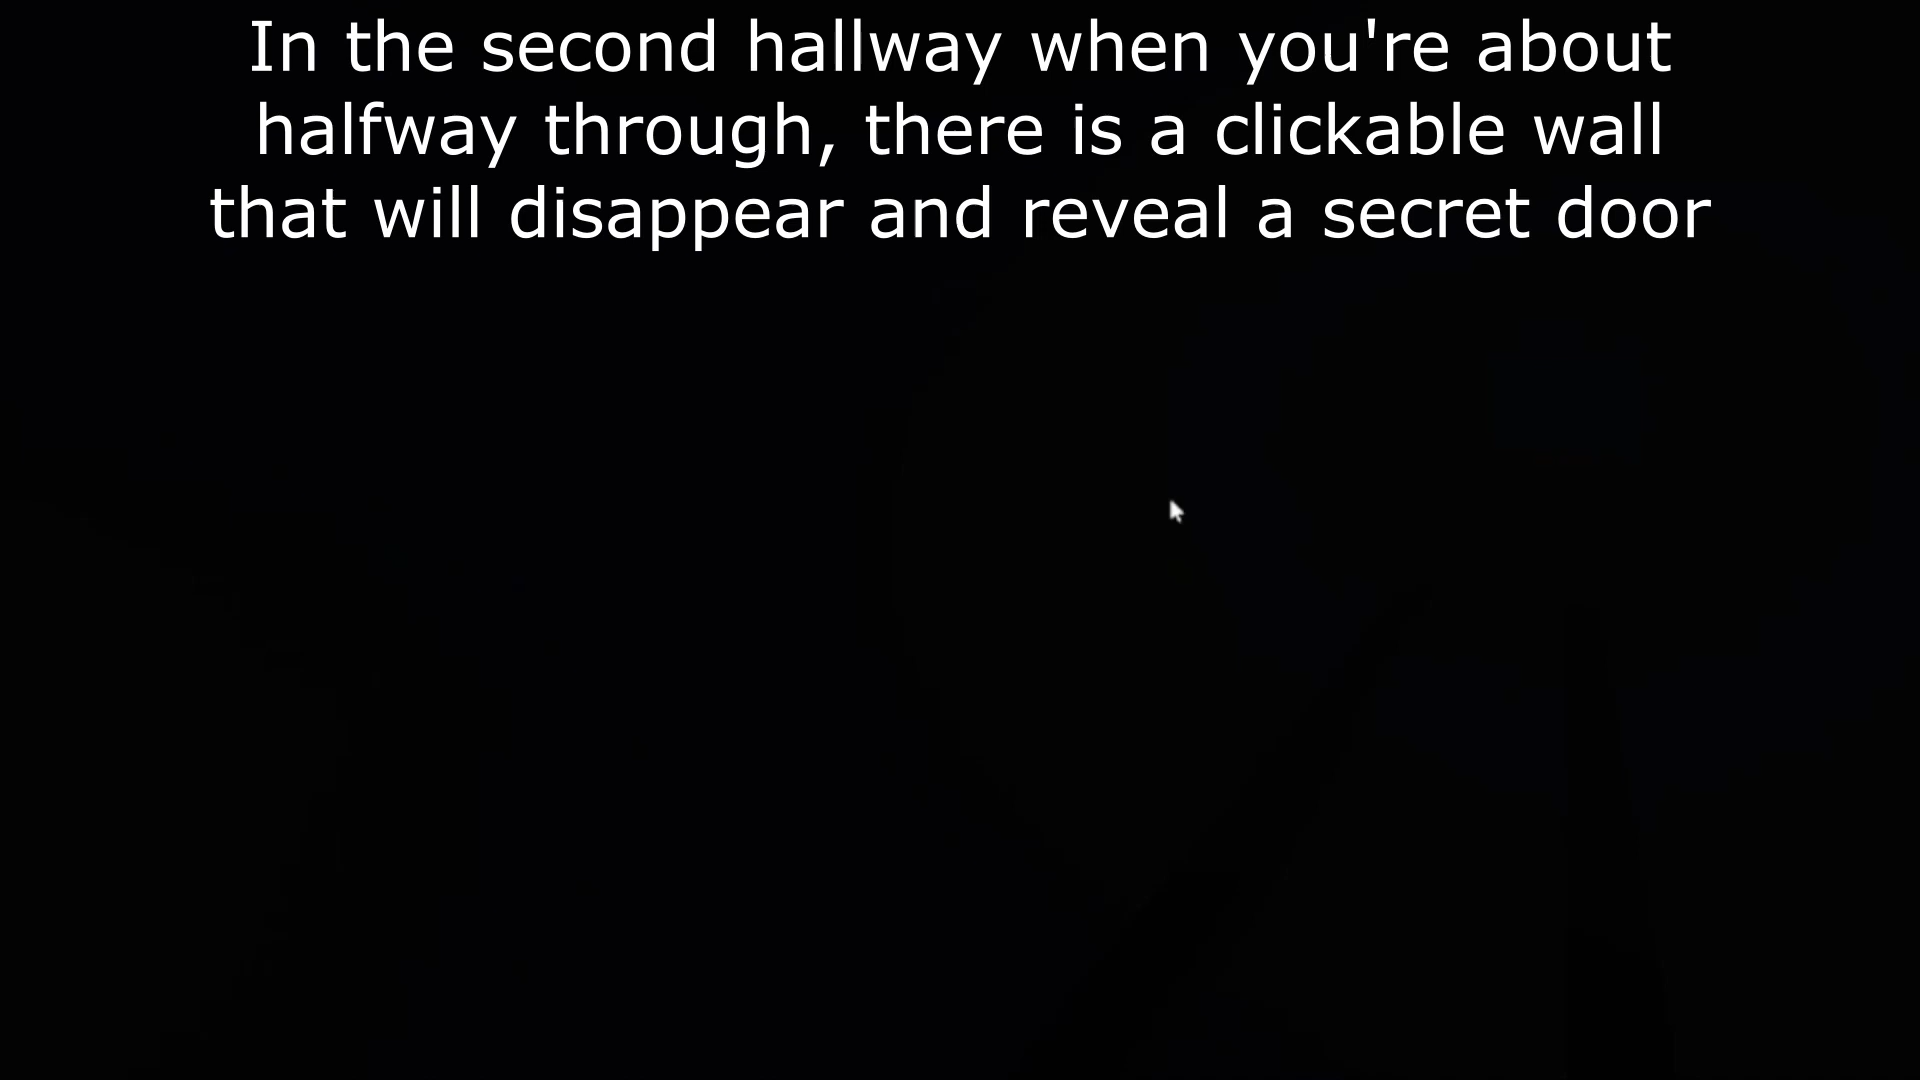 In the second hallway when you're about
halfway through, there is a clickable wall
that will disappear and reveal a secret door